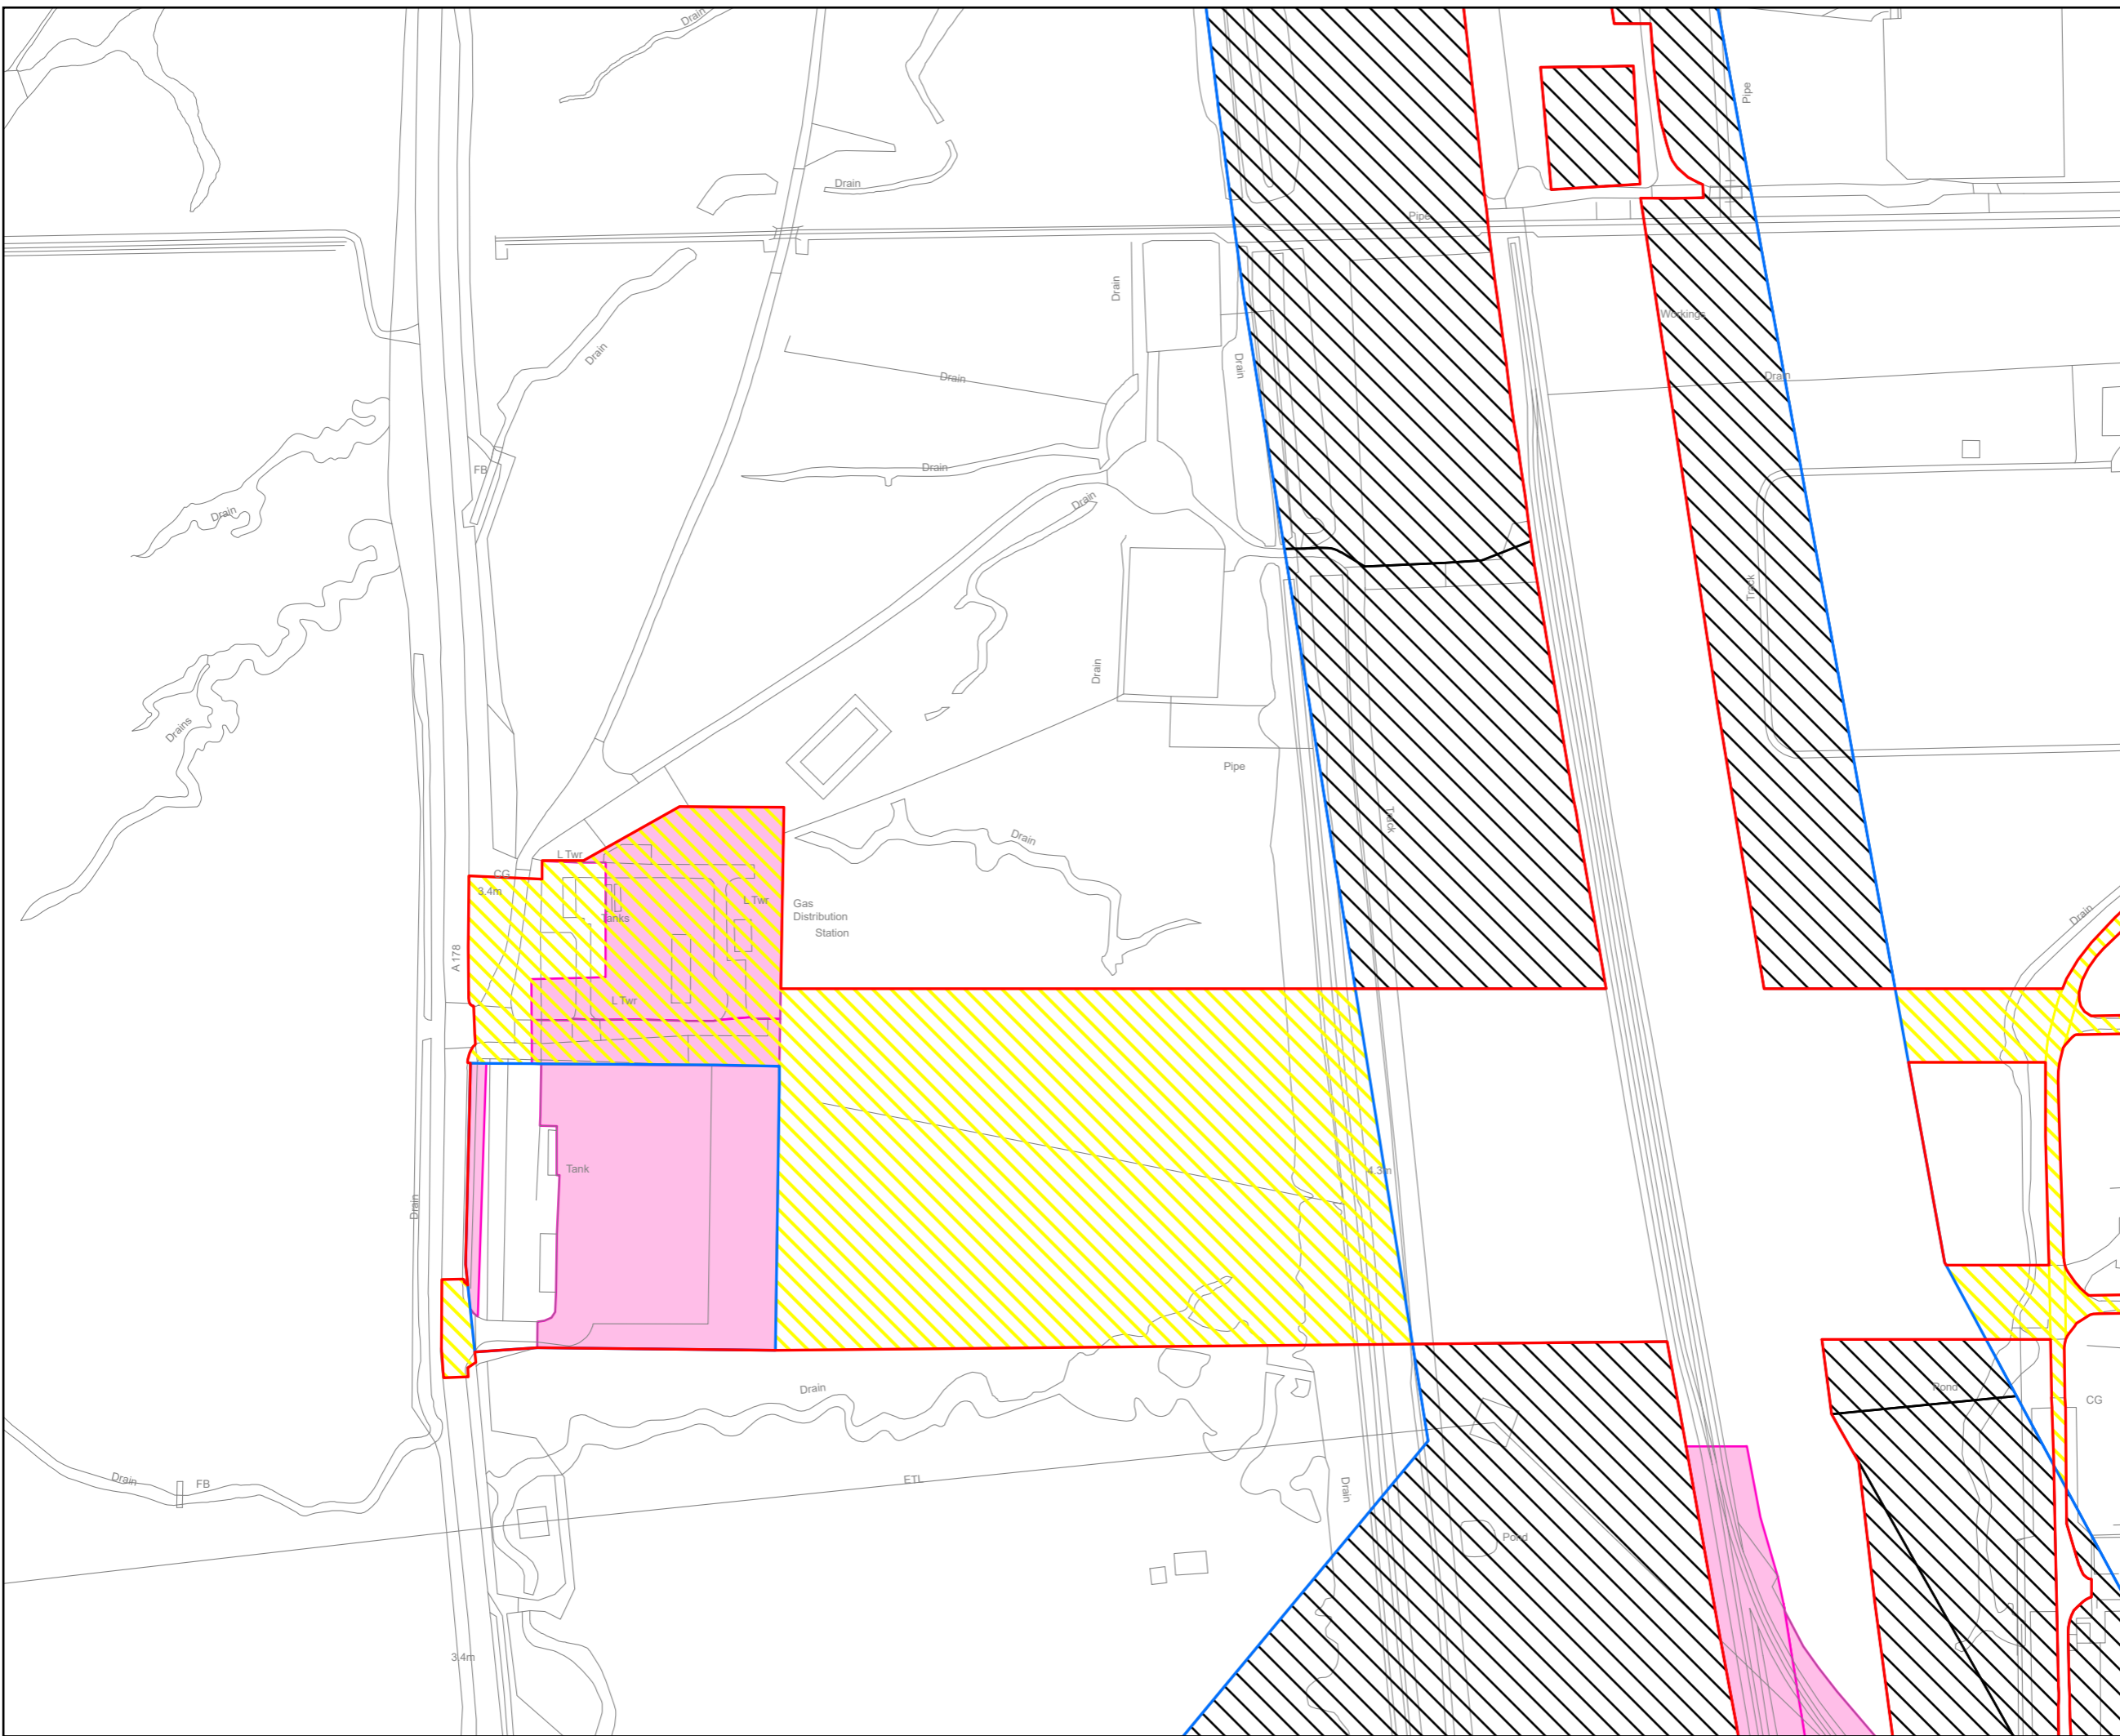 Drain
Pipe
Drain
Pipe
Drain
Workings
Drain
Drain
Drain
Drain
FB
Drain
Drain
Drain
Track
Drain
Drains
Pipe
Track
Drain
L Twr
CG
3.4m
L Twr
Tanks
Gas
Distribution
Station
Drain
A 178
L Twr
Tank
4.3m
Drain
Drain
Pond
CG
Drain
FB
ETL
Drain
Pond
3.4m